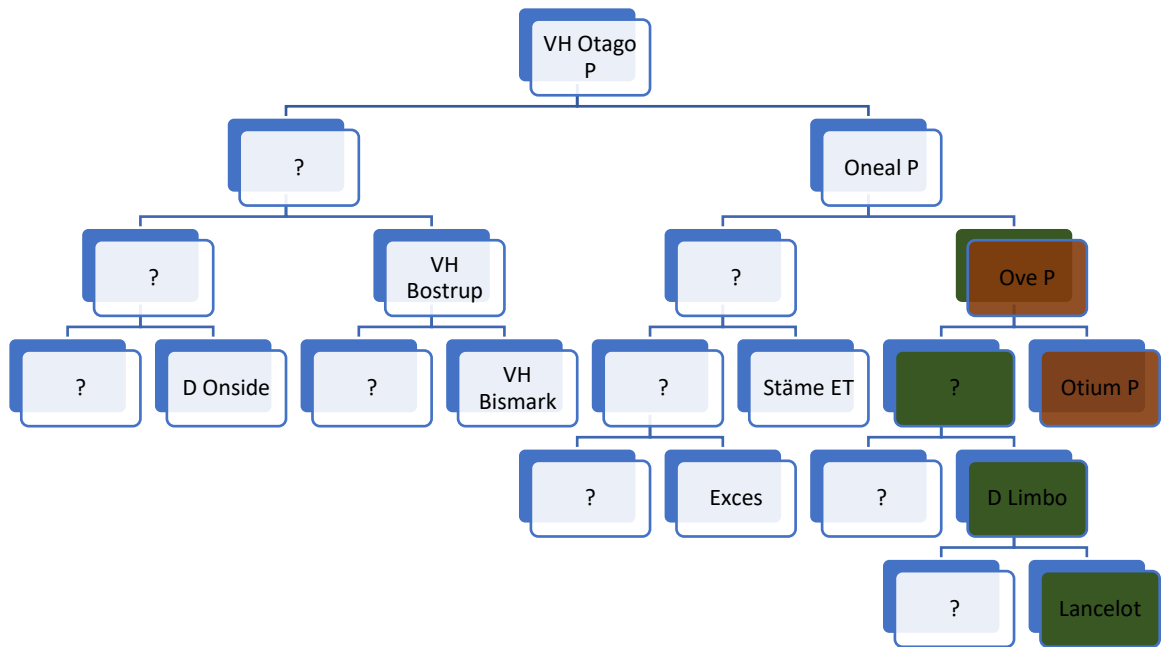 VH Otago
P
?
Oneal P
?
VH
Bostrup
?
Ove P
?
D Onside
?
VH
Bismark
?
Stäme ET
?
Otium P
?
Exces
?
D Limbo
?
Lancelot